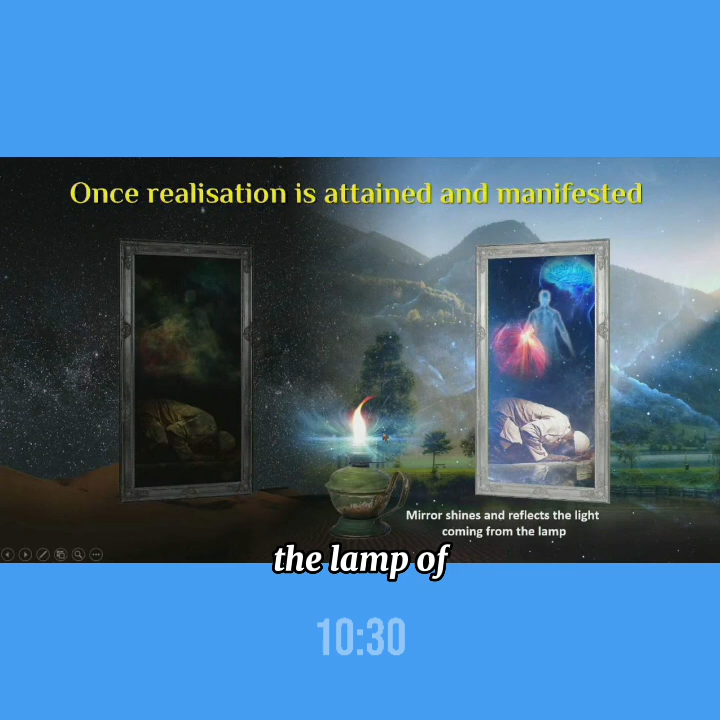 Once realisation is attained and manifested
Mirror shines and reflects the light
coming from the lamp
the lamp of
10:30